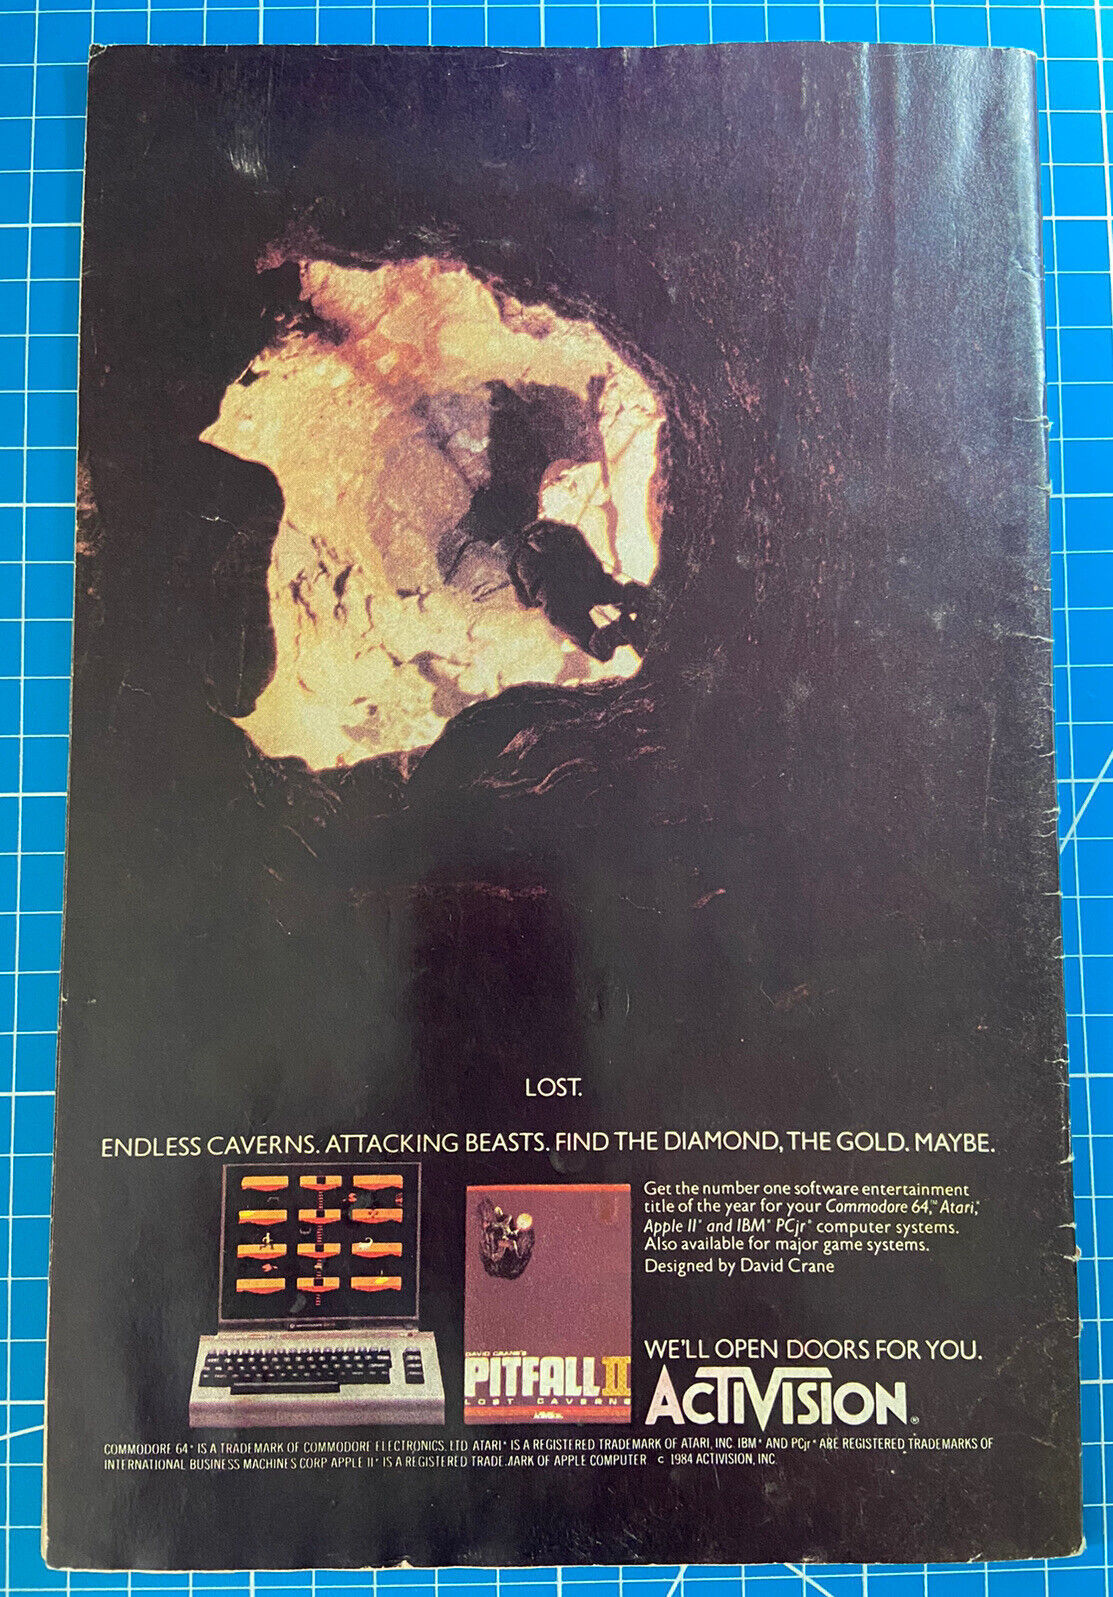 LOST.
ENDLESS CAVERNS. ATTACKING BEASTS. FIND THE DIAMOND, THE GOLD. MAYBE.
Get the number one software entertainment
title of the year for your Commodore 64,™ Atari,®
Apple II® and IBM® PCjr® computer systems.
Also available for major game systems.
Designed by David Crane
DAVID CRANE'S
PITFALL II
LOST CAVERNS
ACTIVISION
WE'LL OPEN DOORS FOR YOU.
ACTIVISION®
COMMODORE 64® IS A TRADEMARK OF COMMODORE ELECTRONICS, LTD ATARI® IS A REGISTERED TRADEMARK OF ATARI, INC. IBM® AND PCjr® ARE REGISTERED TRADEMARKS OF
INTERNATIONAL BUSINESS MACHINES CORP APPLE II® IS A REGISTERED TRADEMARK OF APPLE COMPUTER © 1984 ACTIVISION, INC.